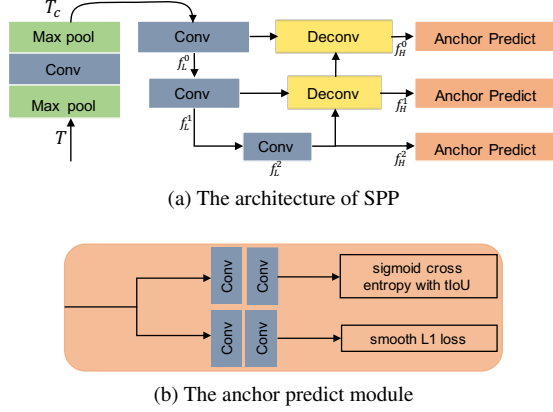 T_c
Max pool
Conv
Max pool
T
Conv
Deconv
Anchor Predict
f_L^0
f_H^0
Conv
Deconv
Anchor Predict
f_L^1
f_H^1
Conv
Anchor Predict
f_L^2
f_H^2
(a) The architecture of SPP
Conv
Conv
sigmoid cross
entropy with tIoU
Conv
Conv
smooth L1 loss
(b) The anchor predict module